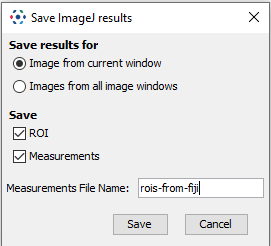 Save ImageJ results
Save results for
Image from current window
Images from all image windows
Save
ROI
Measurements
Measurements File Name: rois-from-fiji
Save Cancel